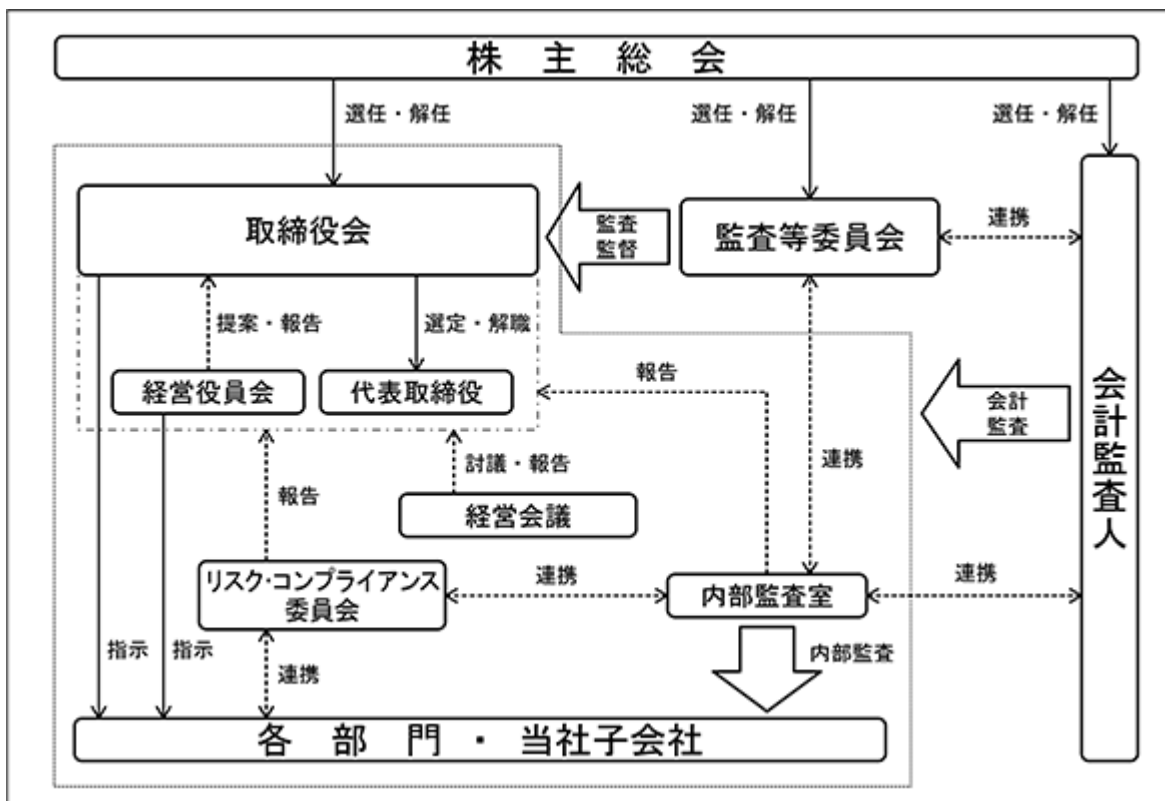 株主総会
選任・解任
選任・解任
選任・解任
取締役会
監査
監督
監査等委員会
連携
提案・報告
選定・解職
経営役員会
代表取締役
報告
会計
監査
会計監査人
討議・報告
連携
報告
経営会議
リスク・コンプライアンス
委員会
連携
内部監査室
連携
指示
指示
連携
内部監査
各部門・当社子会社